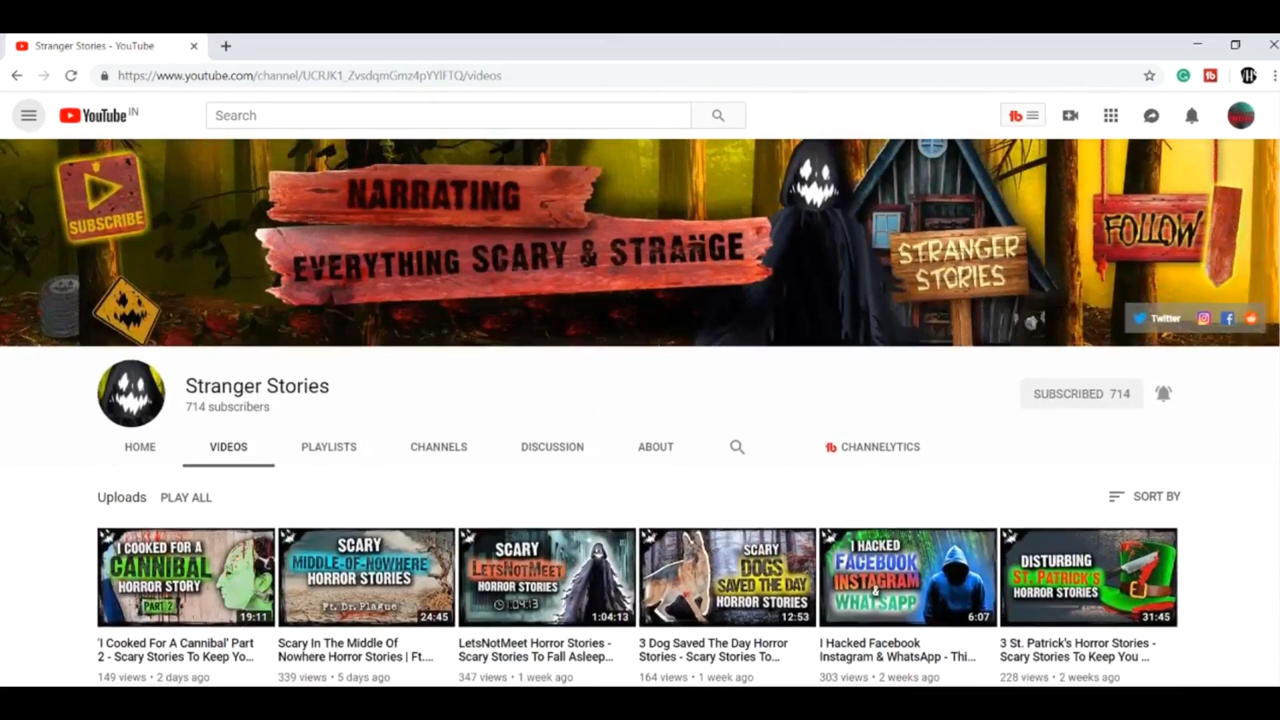 Stranger Stories - YouTube
https://www.youtube.com/channel/UCRJK1_ZvsdqmGmz4pYYlFTQ/videos
YouTube IN
Search
SUBSCRIBE
NARRATING
EVERYTHING SCARY & STRANGE
STRANGER
STORIES
FOLLOW
Twitter
Stranger Stories
714 subscribers
SUBSCRIBED 714
HOME VIDEOS PLAYLISTS CHANNELS DISCUSSION ABOUT CHANNELYTICS
Uploads PLAY ALL SORT BY
I COOKED FOR A
CANNIBAL
HORROR STORY
PART 2
19:11
SCARY
MIDDLE-OF-NOWHERE
HORROR STORIES
Ft. Dr. Plague
24:45
SCARY
LETSNOTMEET
HORROR STORIES
1:04:13
1:04:13
SCARY
DOGS
SAVED THE DAY
HORROR STORIES
12:53
I HACKED
FACEBOOK
INSTAGRAM
&
WHATSAPP
6:07
DISTURBING
ST. PATRICK'S
HORROR STORIES
31:45
'I Cooked For A Cannibal' Part
2 - Scary Stories To Keep Yo...
149 views • 2 days ago
Scary In The Middle Of
Nowhere Horror Stories | Ft....
339 views • 5 days ago
LetsNotMeet Horror Stories -
Scary Stories To Fall Asleep...
347 views • 1 week ago
3 Dog Saved The Day Horror
Stories - Scary Stories To...
164 views • 1 week ago
I Hacked Facebook
Instagram & WhatsApp - Thi...
303 views • 2 weeks ago
3 St. Patrick's Horror Stories -
Scary Stories To Keep You ...
228 views • 2 weeks ago